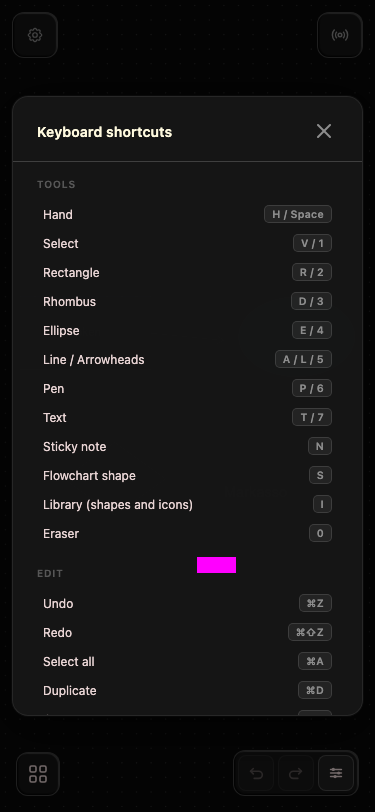 Keyboard shortcuts
TOOLS
Hand H / Space
Select V / 1
Rectangle R / 2
Rhombus D / 3
Ellipse E / 4
Line / Arrowheads A / L / 5
Pen P / 6
Text T / 7
Sticky note N
Flowchart shape S
Library (shapes and icons) I
Eraser 0
EDIT
Undo ⌘Z
Redo ⌘⇧Z
Select all ⌘A
Duplicate ⌘D